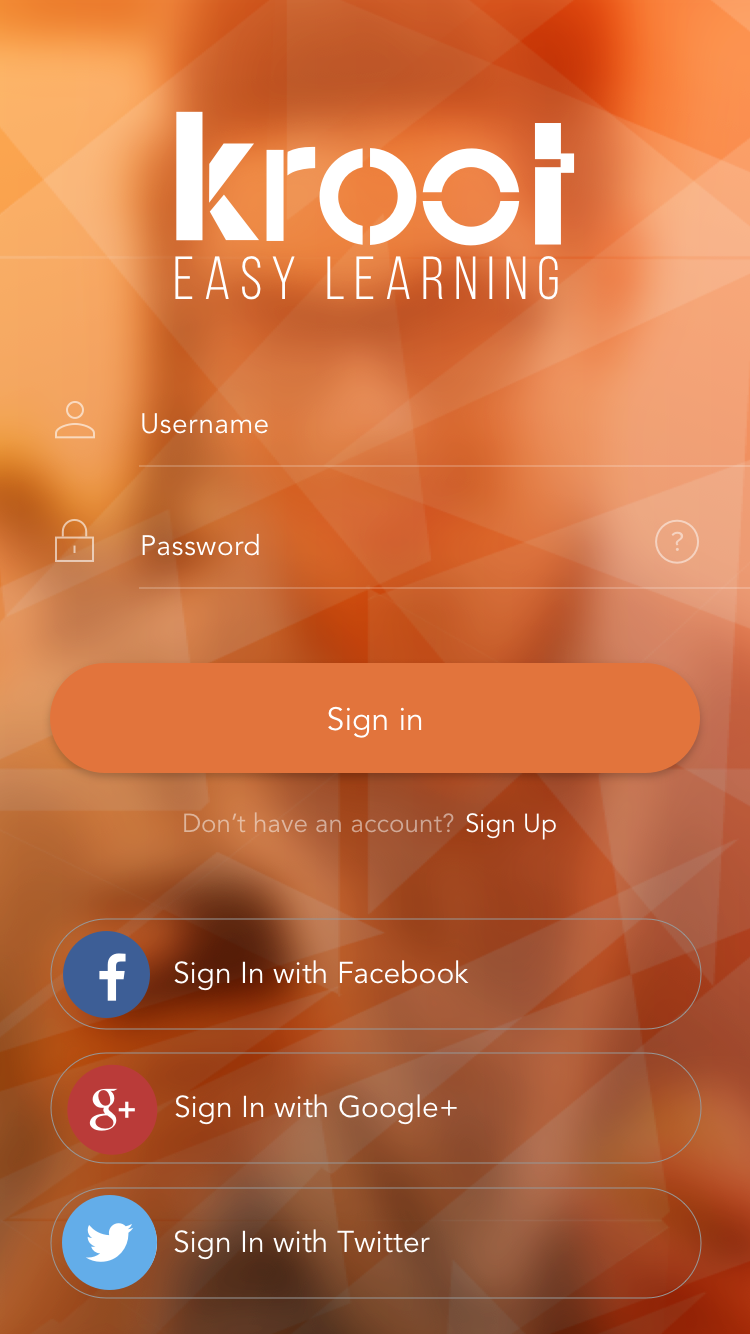 kroot
EASY LEARNING
Username
Password
?
Sign in
Don’t have an account? Sign Up
f
Sign In with Facebook
g+
Sign In with Google+
Sign In with Twitter